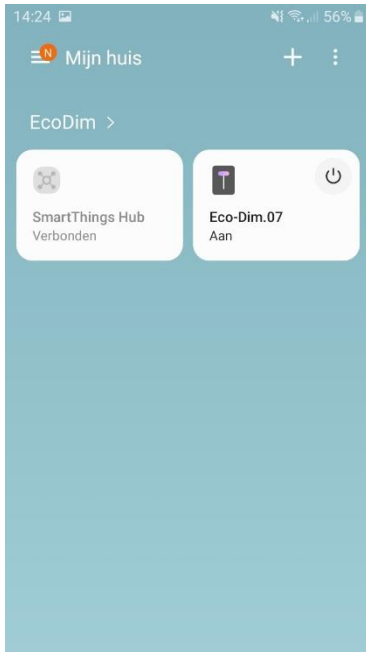 14:24 56%
N
Mijn huis
EcoDim >
SmartThings Hub
Verbonden
Eco-Dim.07
Aan